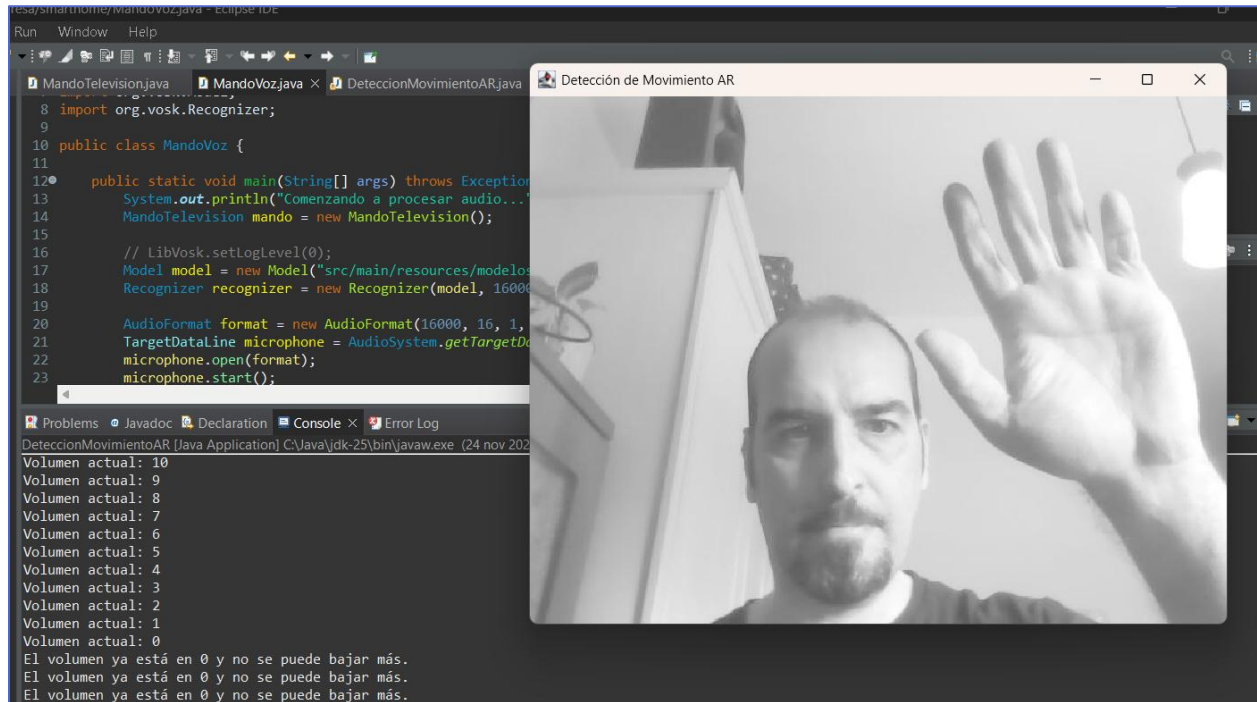 resa/smarthome/MandoVoz.java - Eclipse IDE
Run Window Help
MandoTelevision.java MandoVoz.java DeteccionMovimientoAR.java
8 import org.vosk.Recognizer;
9
10 public class MandoVoz {
11
12 public static void main(String[] args) throws Exception
13 System.out.println("Comenzando a procesar audio..."
14 MandoTelevision mando = new MandoTelevision();
15
16 // LibVosk.setLogLevel(0);
17 Model model = new Model("src/main/resources/modelos
18 Recognizer recognizer = new Recognizer(model, 16000
19
20 AudioFormat format = new AudioFormat(16000, 16, 1,
21 TargetDataLine microphone = AudioSystem.getTargetDa
22 microphone.open(format);
23 microphone.start();
Detección de Movimiento AR
Problems Javadoc Declaration Console Error Log
DeteccionMovimientoAR [Java Application] C:\Java\jdk-25\bin\javaw.exe (24 nov 202
Volumen actual: 10
Volumen actual: 9
Volumen actual: 8
Volumen actual: 7
Volumen actual: 6
Volumen actual: 5
Volumen actual: 4
Volumen actual: 3
Volumen actual: 2
Volumen actual: 1
Volumen actual: 0
El volumen ya está en 0 y no se puede bajar más.
El volumen ya está en 0 y no se puede bajar más.
El volumen ya está en 0 y no se puede bajar más.